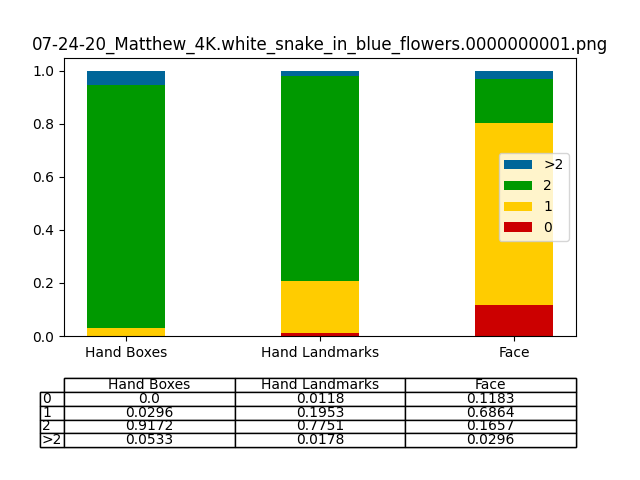 07-24-20_Matthew_4K.white_snake_in_blue_flowers.0000000001.png
1.0
0.8
0.6
0.4
0.2
0.0
>2
2
1
0
Hand Boxes Hand Landmarks Face
Hand Boxes Hand Landmarks Face
0 0.0 0.0118 0.1183
1 0.0296 0.1953 0.6864
2 0.9172 0.7751 0.1657
>2 0.0533 0.0178 0.0296